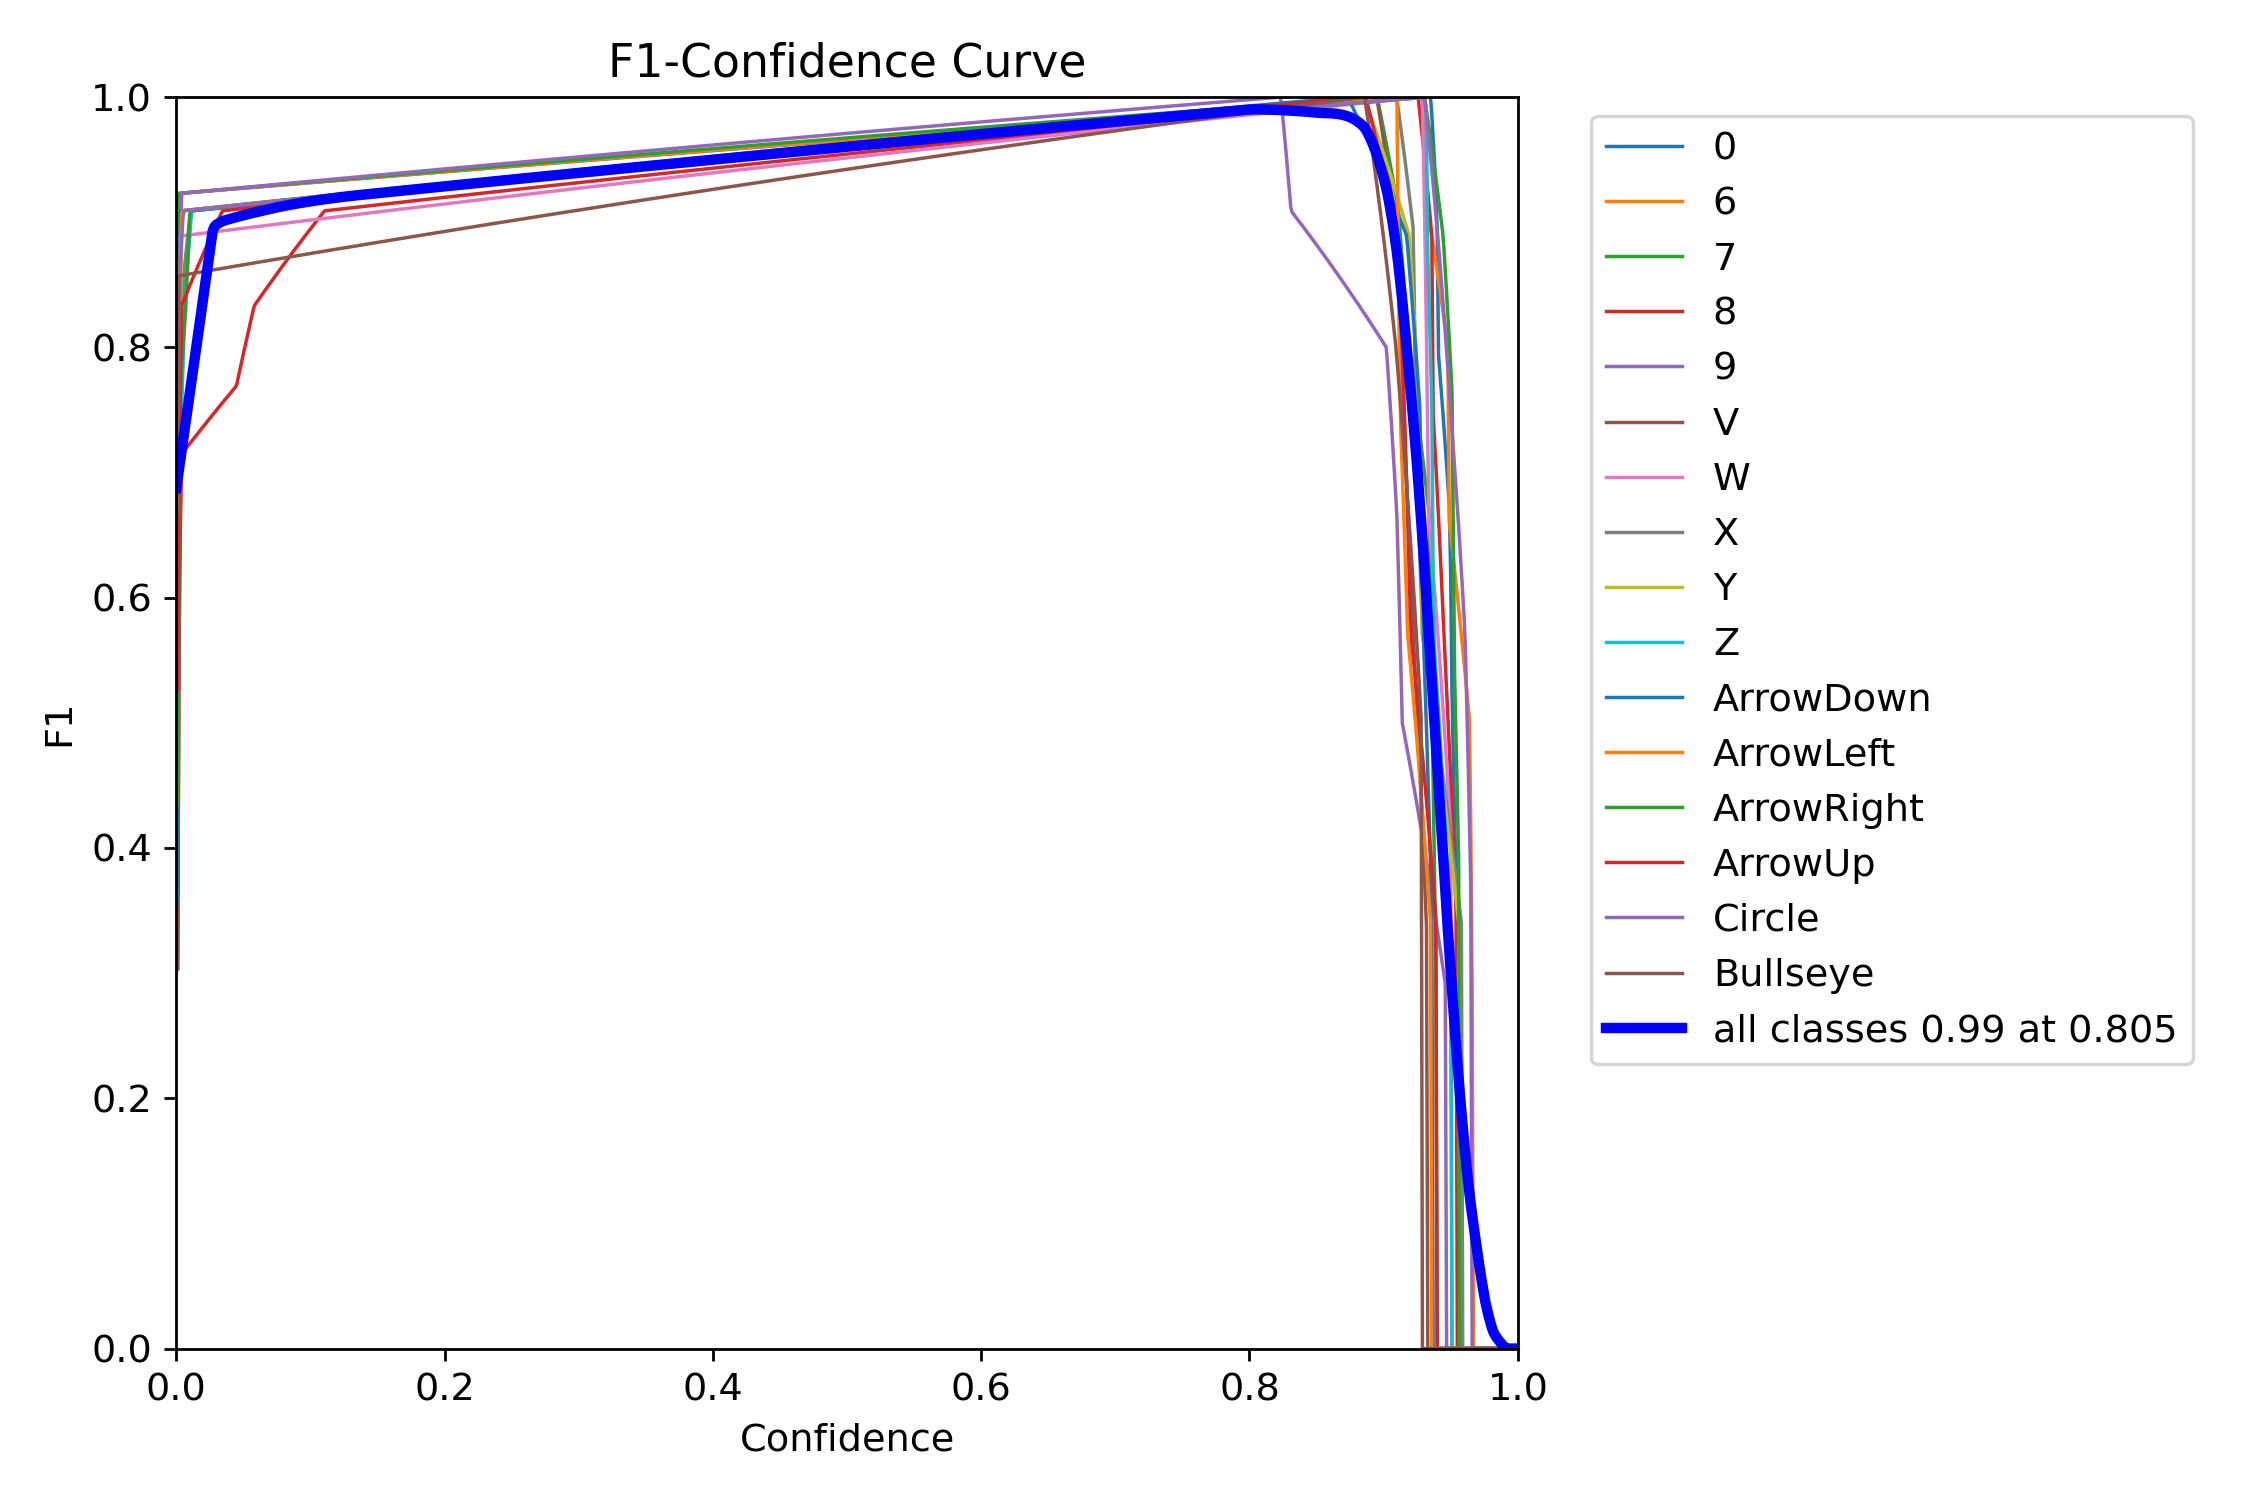 F1-Confidence Curve
1.0
0.8
0.6
0.4
0.2
0.0
F1
0.0 0.2 0.4 0.6 0.8 1.0
Confidence
0
6
7
8
9
V
W
X
Y
Z
ArrowDown
ArrowLeft
ArrowRight
ArrowUp
Circle
Bullseye
all classes 0.99 at 0.805